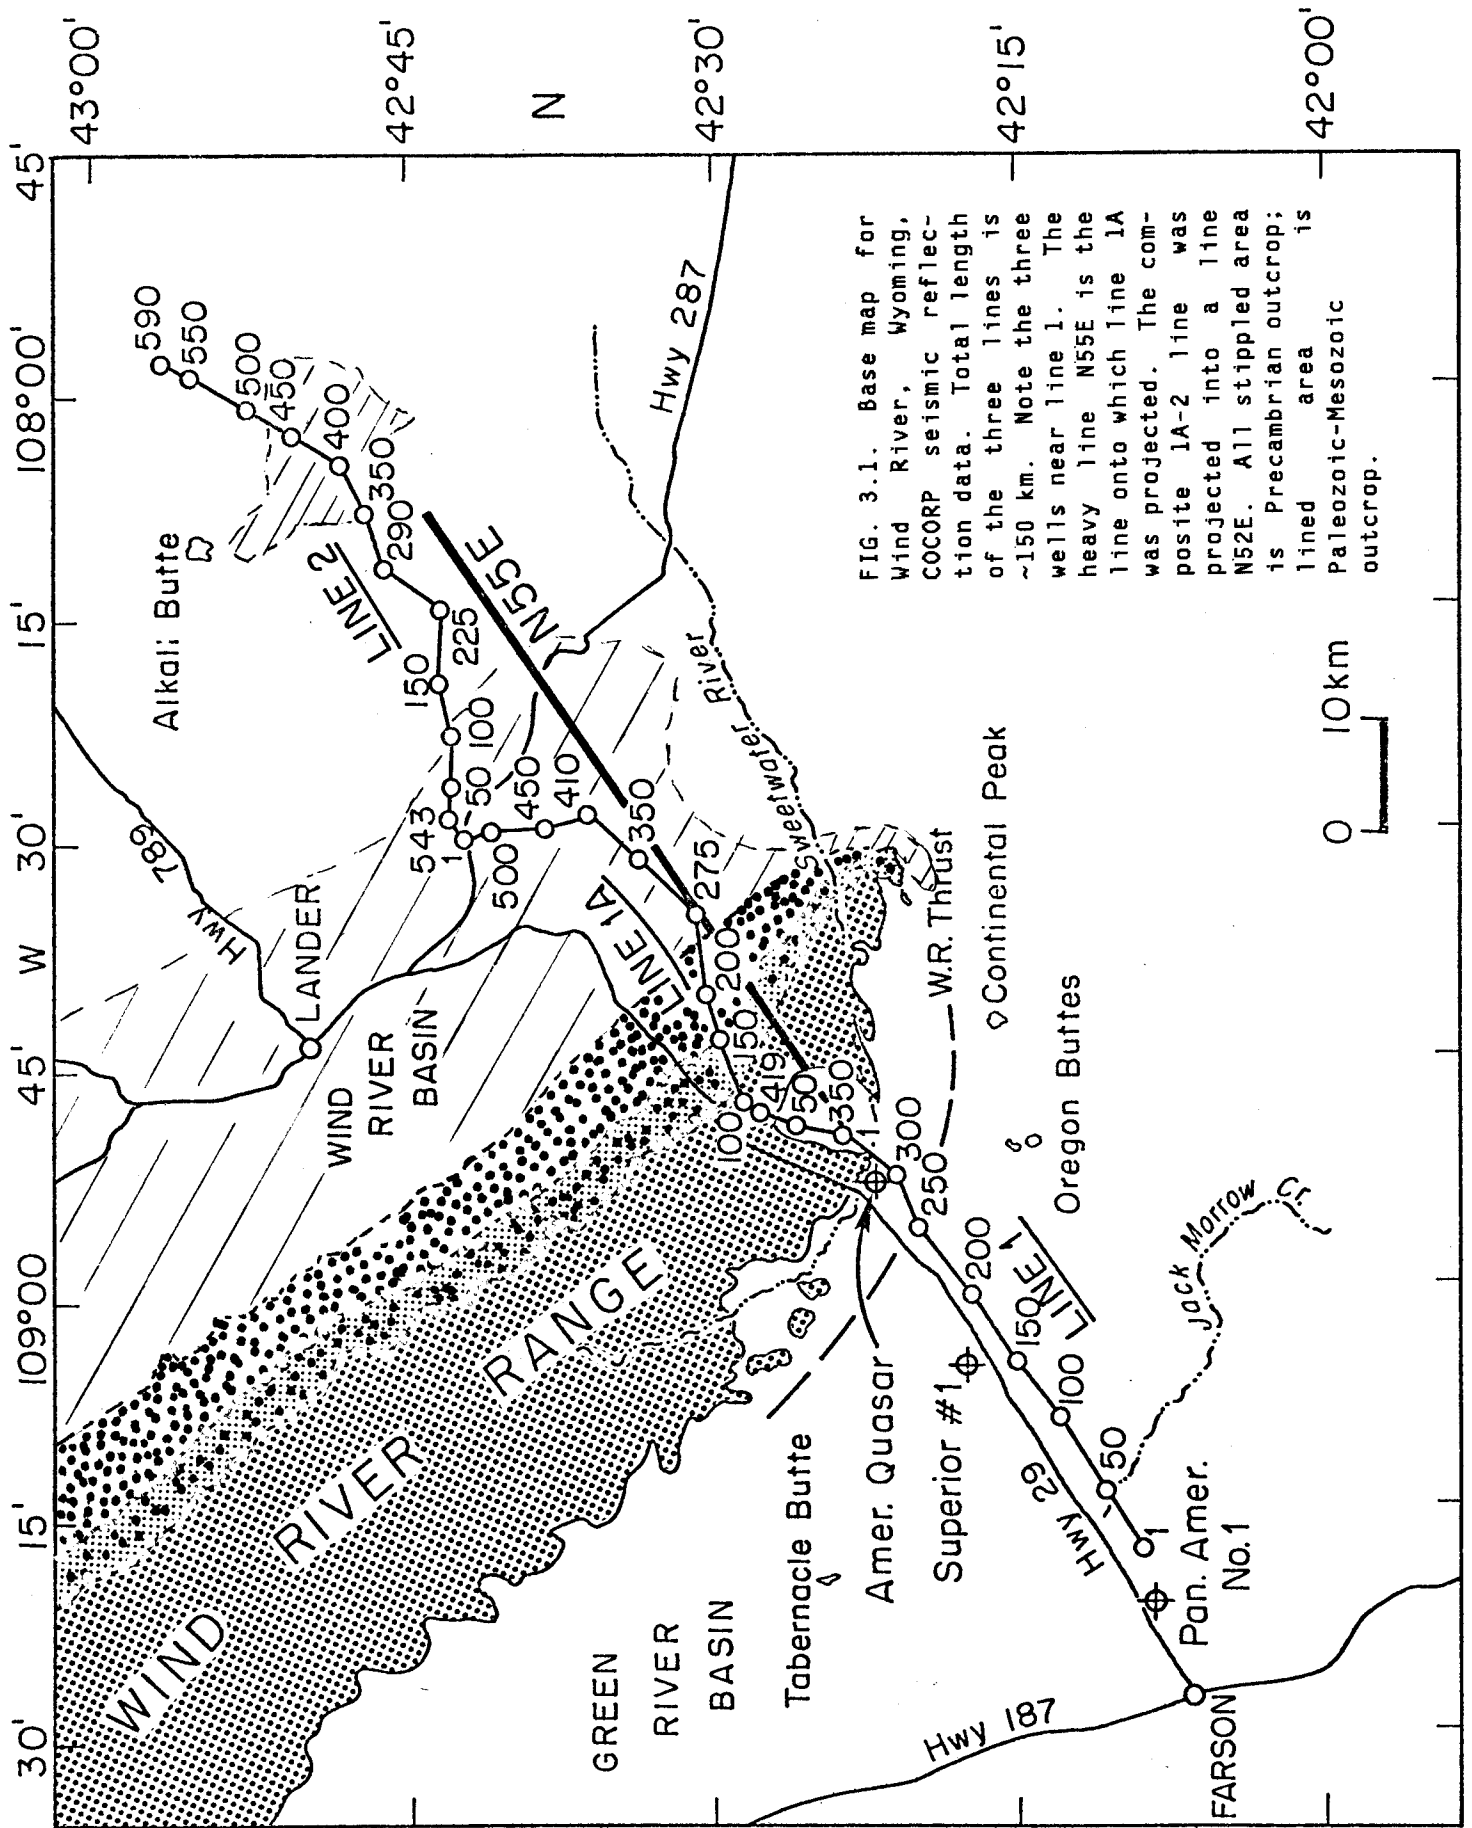 43°00'
42°45'
N
42°30'
42°15'
42°00'
30'
15'
109°00'
45'
W
30'
15'
108°00'
45'
WIND RIVER RANGE
WIND
RIVER
BASIN
GREEN
RIVER
BASIN
LANDER
Hwy 789
Alkali Butte
LINE 2
590
550
500
450
400
350
290
225
150
100
50
1
543
500
450
410
350
275
200
150
100
50
1
LINE 1A
N55E
Hwy 287
Sweetwater River
W.R. Thrust
Continental Peak
Oregon Buttes
Jack Morrow Cr.
LINE 1
419
350
300
250
200
150
100
50
1
Tabernacle Butte
Amer. Quasar
Superior #1
Hwy 29
Pan. Amer.
No. 1
Hwy 187
FARSON
0 10km
FIG. 3.1. Base map for
Wind River, Wyoming,
COCORP seismic reflec-
tion data. Total length
of the three lines is
~150 km. Note the three
wells near line 1. The
heavy line N55E is the
line onto which line 1A
was projected. The com-
posite 1A-2 line was
projected into a line
N52E. All stippled area
is Precambrian outcrop;
lined area is
Paleozoic-Mesozoic
outcrop.